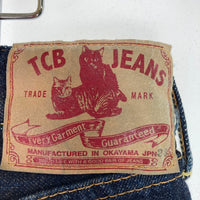 TCB JEANS
TRADE MARK
Every Garment Guaranteed
MANUFACTURED IN OKAYAMA JPN